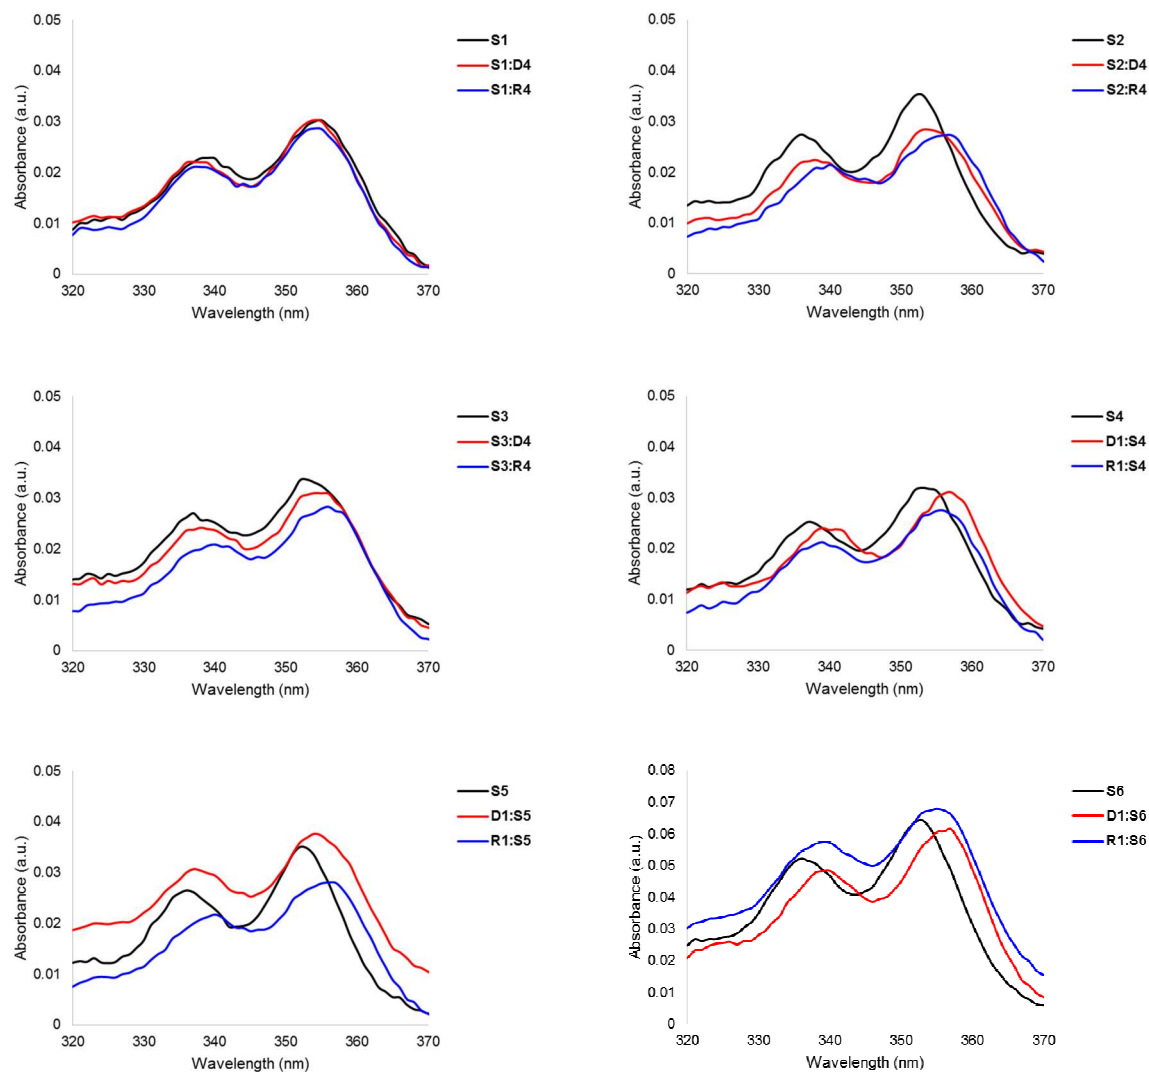 0.05
0.04
0.03
0.02
0.01
0
320 330 340 350 360 370
Absorbance (a.u.)
Wavelength (nm)
S1
S1:D4
S1:R4
0.05
0.04
0.03
0.02
0.01
0
320 330 340 350 360 370
Absorbance (a.u.)
Wavelength (nm)
S2
S2:D4
S2:R4
0.05
0.04
0.03
0.02
0.01
0
320 330 340 350 360 370
Absorbance (a.u.)
Wavelength (nm)
S3
S3:D4
S3:R4
0.05
0.04
0.03
0.02
0.01
0
320 330 340 350 360 370
Absorbance (a.u.)
Wavelength (nm)
S4
D1:S4
R1:S4
0.05
0.04
0.03
0.02
0.01
0
320 330 340 350 360 370
Absorbance (a.u.)
Wavelength (nm)
S5
D1:S5
R1:S5
0.08
0.07
0.06
0.05
0.04
0.03
0.02
0.01
0
320 330 340 350 360 370
Absorbance (a.u.)
Wavelength (nm)
S6
D1:S6
R1:S6